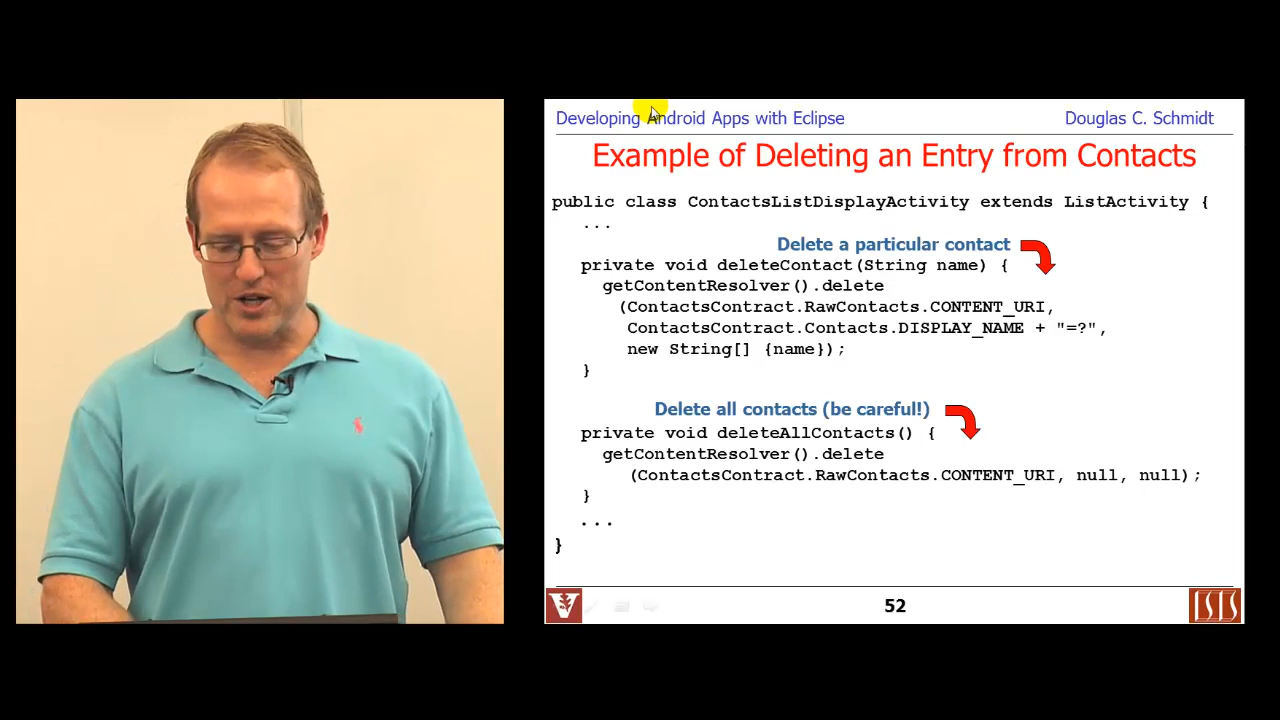 Developing Android Apps with Eclipse Douglas C. Schmidt
Example of Deleting an Entry from Contacts
public class ContactsListDisplayActivity extends ListActivity {
...
Delete a particular contact
private void deleteContact(String name) {
getContentResolver().delete
(ContactsContract.RawContacts.CONTENT_URI,
ContactsContract.Contacts.DISPLAY_NAME + "=?",
new String[] {name});
}
Delete all contacts (be careful!)
private void deleteAllContacts() {
getContentResolver().delete
(ContactsContract.RawContacts.CONTENT_URI, null, null);
}
...
}
V 52 ISIS